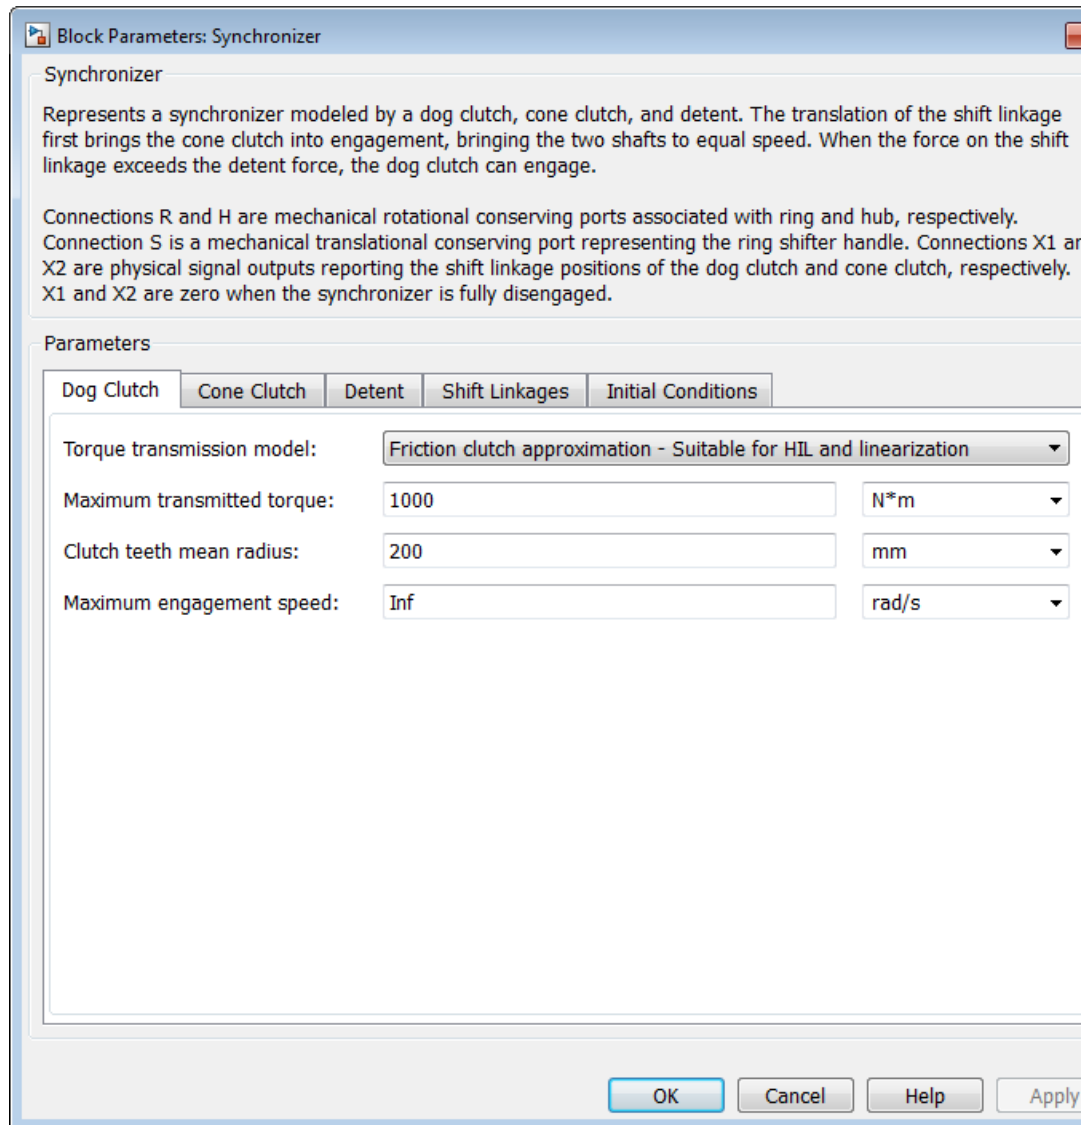 Block Parameters: Synchronizer
Synchronizer
Represents a synchronizer modeled by a dog clutch, cone clutch, and detent. The translation of the shift linkage
first brings the cone clutch into engagement, bringing the two shafts to equal speed. When the force on the shift
linkage exceeds the detent force, the dog clutch can engage.
Connections R and H are mechanical rotational conserving ports associated with ring and hub, respectively.
Connection S is a mechanical translational conserving port representing the ring shifter handle. Connections X1
X2 are physical signal outputs reporting the shift linkage positions of the dog clutch and cone clutch, respectively.
X1 and X2 are zero when the synchronizer is fully disengaged.
Parameters
Dog Clutch Cone Clutch Detent Shift Linkages Initial Conditions
Torque transmission model: Friction clutch approximation - Suitable for HIL and linearization
Maximum transmitted torque: 1000 N*m
Clutch teeth mean radius: 200 mm
Maximum engagement speed: Inf rad/s
OK Cancel Help Apply